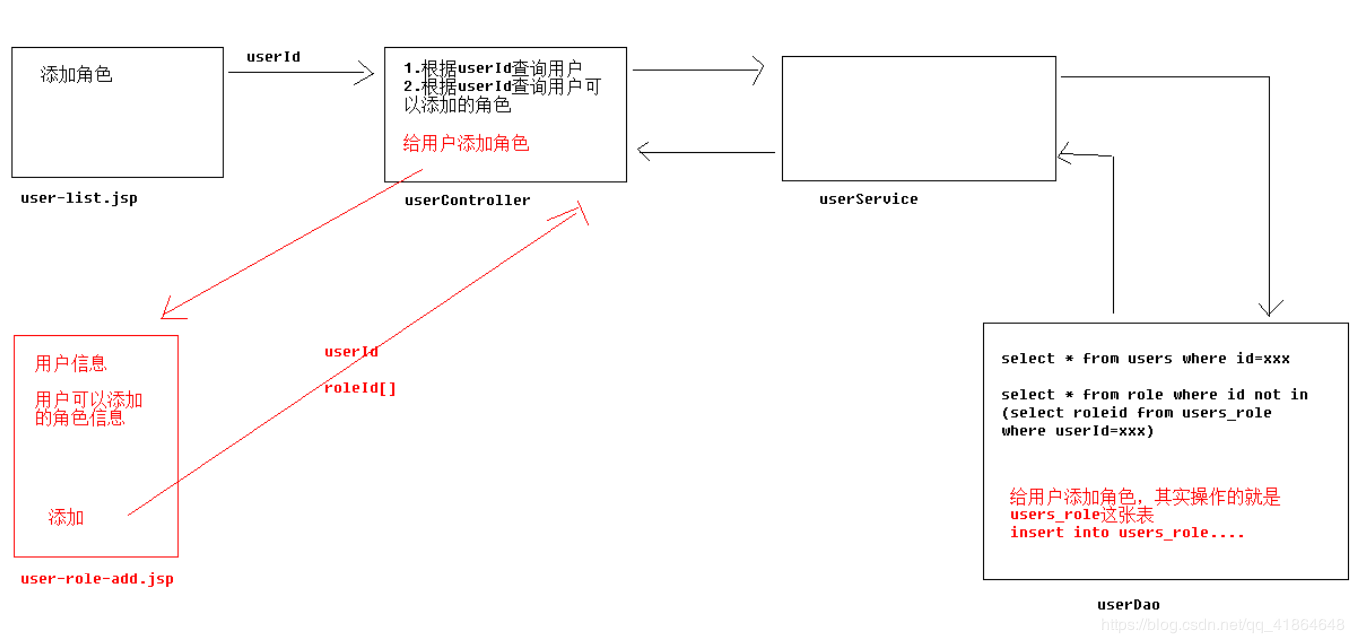 添加角色
user-list.jsp
userId
1.根据userId查询用户
2.根据userId查询用户可
以添加的角色
给用户添加角色
userController
userService
用户信息
用户可以添加
的角色信息
添加
user-role-add.jsp
userId
roleId[]
select * from users where id=xxx
select * from role where id not in
(select roleid from users_role
where userId=xxx)
给用户添加角色，其实操作的就是
users_role这张表
insert into users_role....
userDao
https://blog.csdn.net/qq_41864648